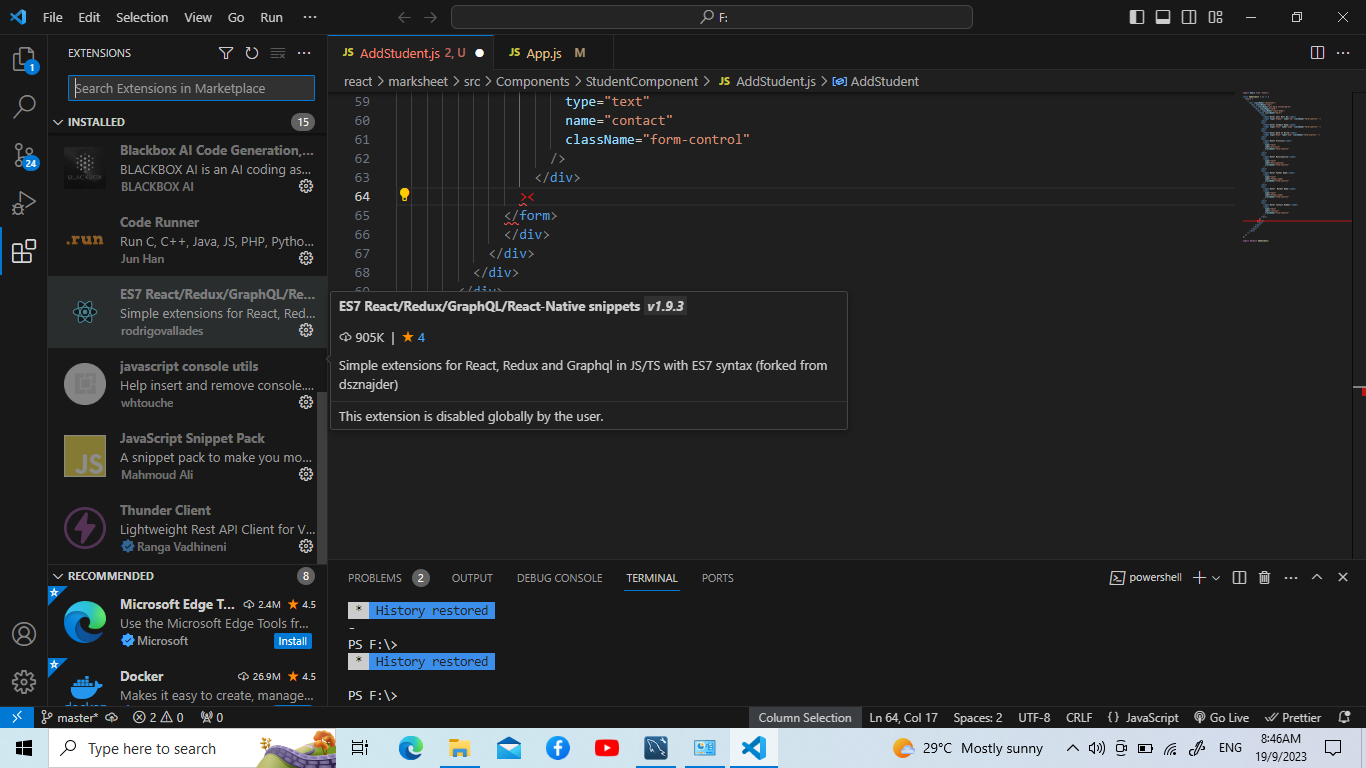 File Edit Selection View Go Run ···
F:
EXTENSIONS
Search Extensions in Marketplace
INSTALLED 15
Blackbox AI Code Generation,...
BLACKBOX AI is an AI coding as...
BLACKBOX AI
Code Runner
Run C, C++, Java, JS, PHP, Pytho...
Jun Han
.run
ES7 React/Redux/GraphQL/Re...
Simple extensions for React, Red...
rodrigovallades
javascript console utils
Help insert and remove console....
whtouche
JavaScript Snippet Pack
A snippet pack to make you mo...
Mahmoud Ali
JS
Thunder Client
Lightweight Rest API Client for V...
Ranga Vadhineni
RECOMMENDED 8
Microsoft Edge T... 2.4M ★ 4.5
Use the Microsoft Edge Tools fr...
Microsoft Install
Docker 26.9M ★ 4.5
Makes it easy to create, manage...
1
24
JS AddStudent.js 2, U ●
JS App.js M
react > marksheet > src > Components > StudentComponent > JS AddStudent.js > AddStudent
59 type="text"
60 name="contact"
61 className="form-control"
62 />
63 </div>
64 ><
65 </form>
66 </div>
67 </div>
68 </div>
ES7 React/Redux/GraphQL/React-Native snippets v1.9.3
905K | ★ 4
Simple extensions for React, Redux and Graphql in JS/TS with ES7 syntax (forked from
dsznajder)
This extension is disabled globally by the user.
PROBLEMS 2 OUTPUT DEBUG CONSOLE TERMINAL PORTS
powershell
* History restored
PS F:\>
* History restored
PS F:\>
master* 2 0 0
Column Selection Ln 64, Col 17 Spaces: 2 UTF-8 CRLF {} JavaScript Go Live Prettier
Type here to search
29°C Mostly sunny
ENG
8:46AM
19/9/2023